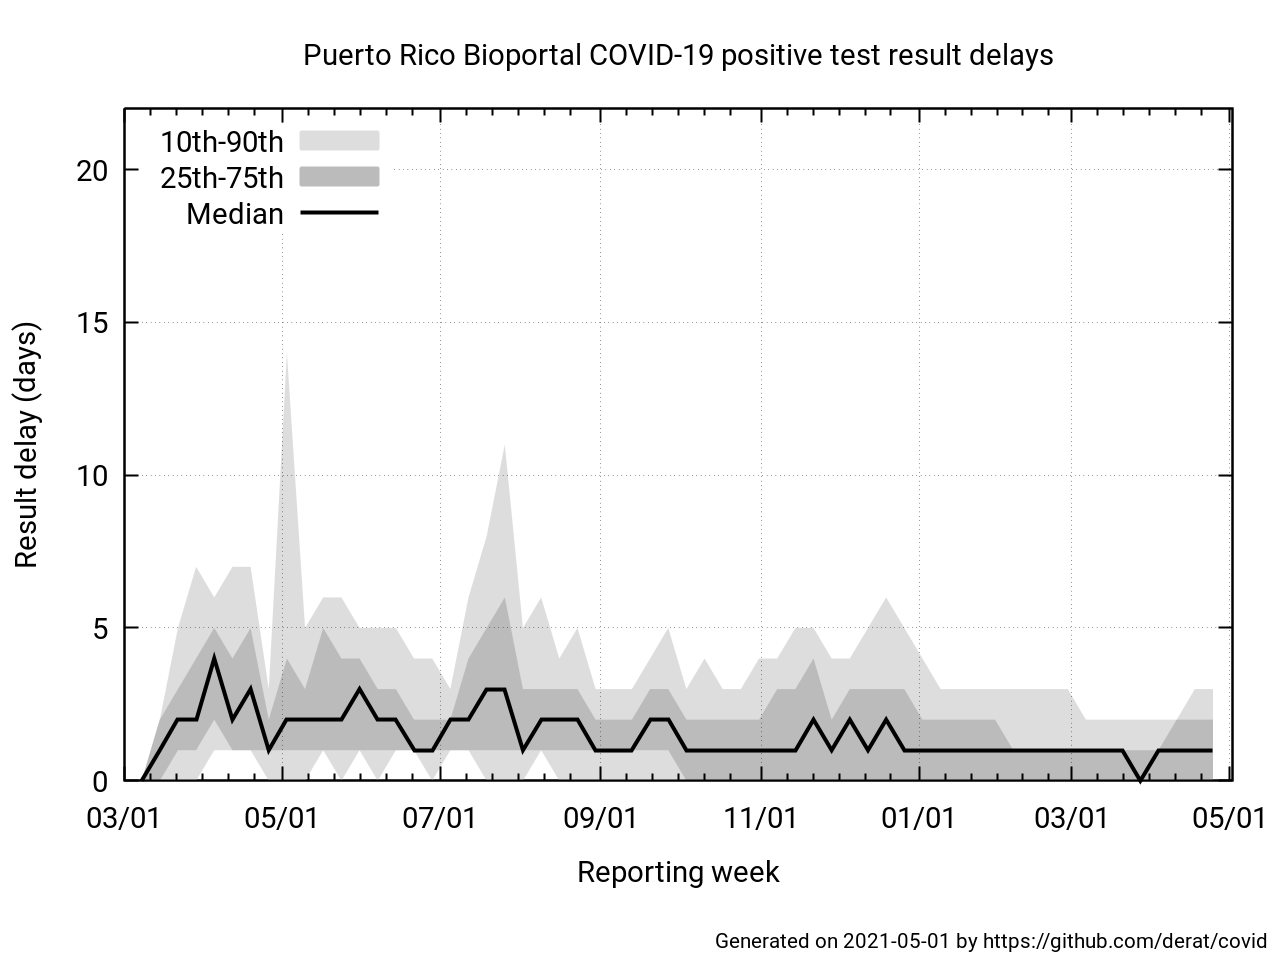 Puerto Rico Bioportal COVID-19 positive test result delays
10th-90th
25th-75th
Median
20
15
10
5
0
Result delay (days)
03/01 05/01 07/01 09/01 11/01 01/01 03/01 05/01
Reporting week
Generated on 2021-05-01 by https://github.com/derat/covid